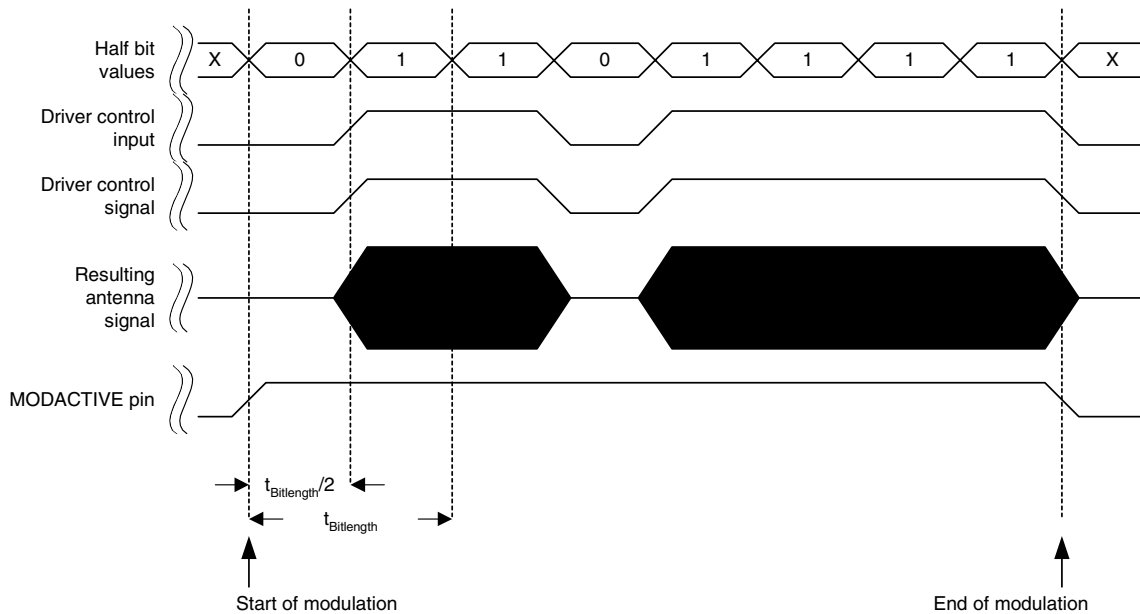 Half bit
values
X 0 1 1 0 1 1 1 1 X
Driver control
input
Driver control
signal
Resulting
antenna
signal
MODACTIVE pin
tBitlength/2
tBitlength
Start of modulation
End of modulation